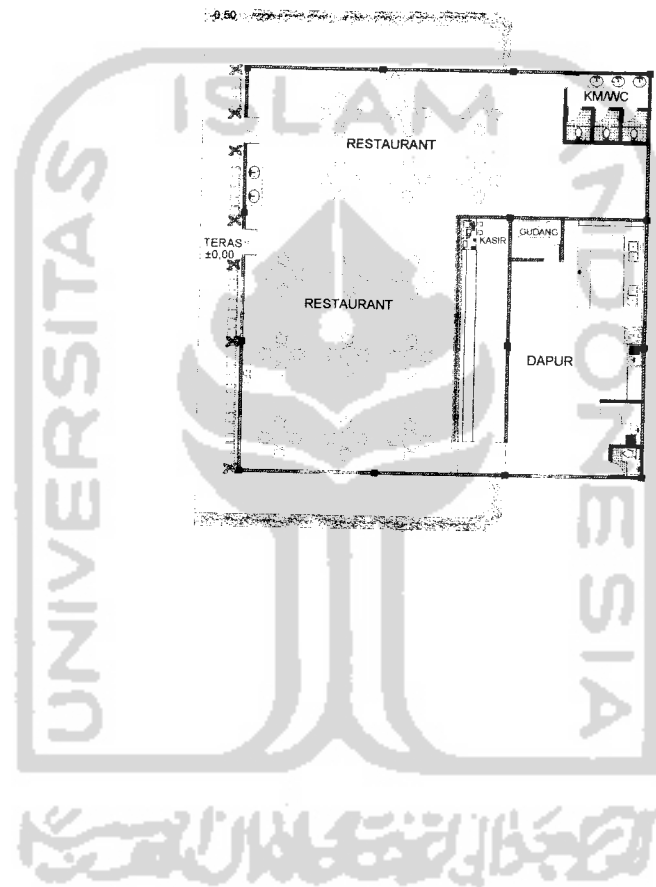 -0.50
ISLAM
KM/WC
RESTAURANT
UNIVERSITAS
INDONESIA
TERAS
±0,00
KASIR
GUDANG
RESTAURANT
DAPUR